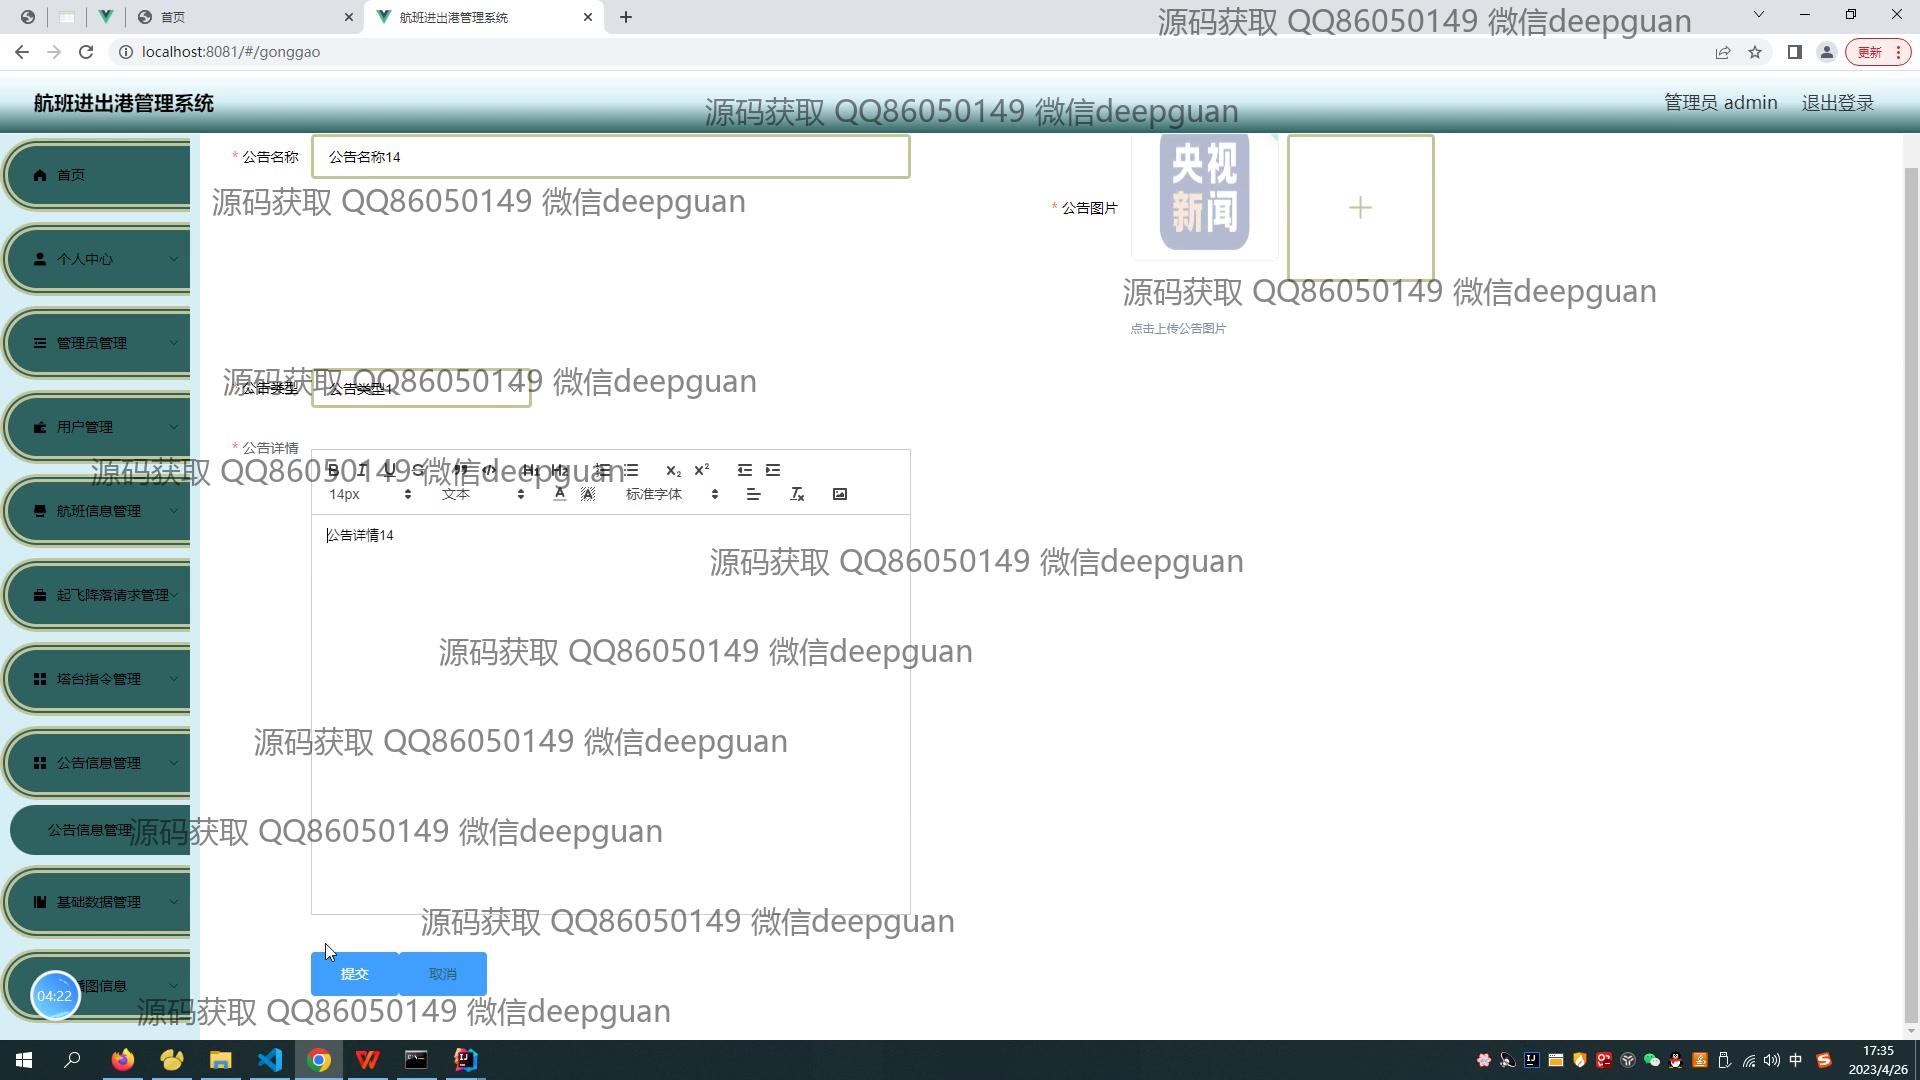 首页
航班进出港管理系统
源码获取 QQ86050149 微信deepguan
localhost:8081/#/gonggao
更新
航班进出港管理系统
源码获取 QQ86050149 微信deepguan
管理员 admin
退出登录
首页
个人中心
管理员管理
用户管理
航班信息管理
起飞降落请求管理
塔台指令管理
公告信息管理
公告信息管理
基础数据管理
播图信息
04:22
* 公告名称
公告名称14
* 公告图片
央视
新闻
+
点击上传公告图片
源码获取 QQ86050149 微信deepguan
源码获取 QQ86050149 微信deepguan
* 公告类型
公告类型1
源码获取 QQ86050149 微信deepguan
* 公告详情
B I U S H1 H2 X₂ X²
源码获取 QQ86050149 微信deepguan
14px 文本 A A 标准字体
公告详情14
源码获取 QQ86050149 微信deepguan
源码获取 QQ86050149 微信deepguan
源码获取 QQ86050149 微信deepguan
源码获取 QQ86050149 微信deepguan
源码获取 QQ86050149 微信deepguan
提交
取消
源码获取 QQ86050149 微信deepguan
中
17:35
2023/4/26